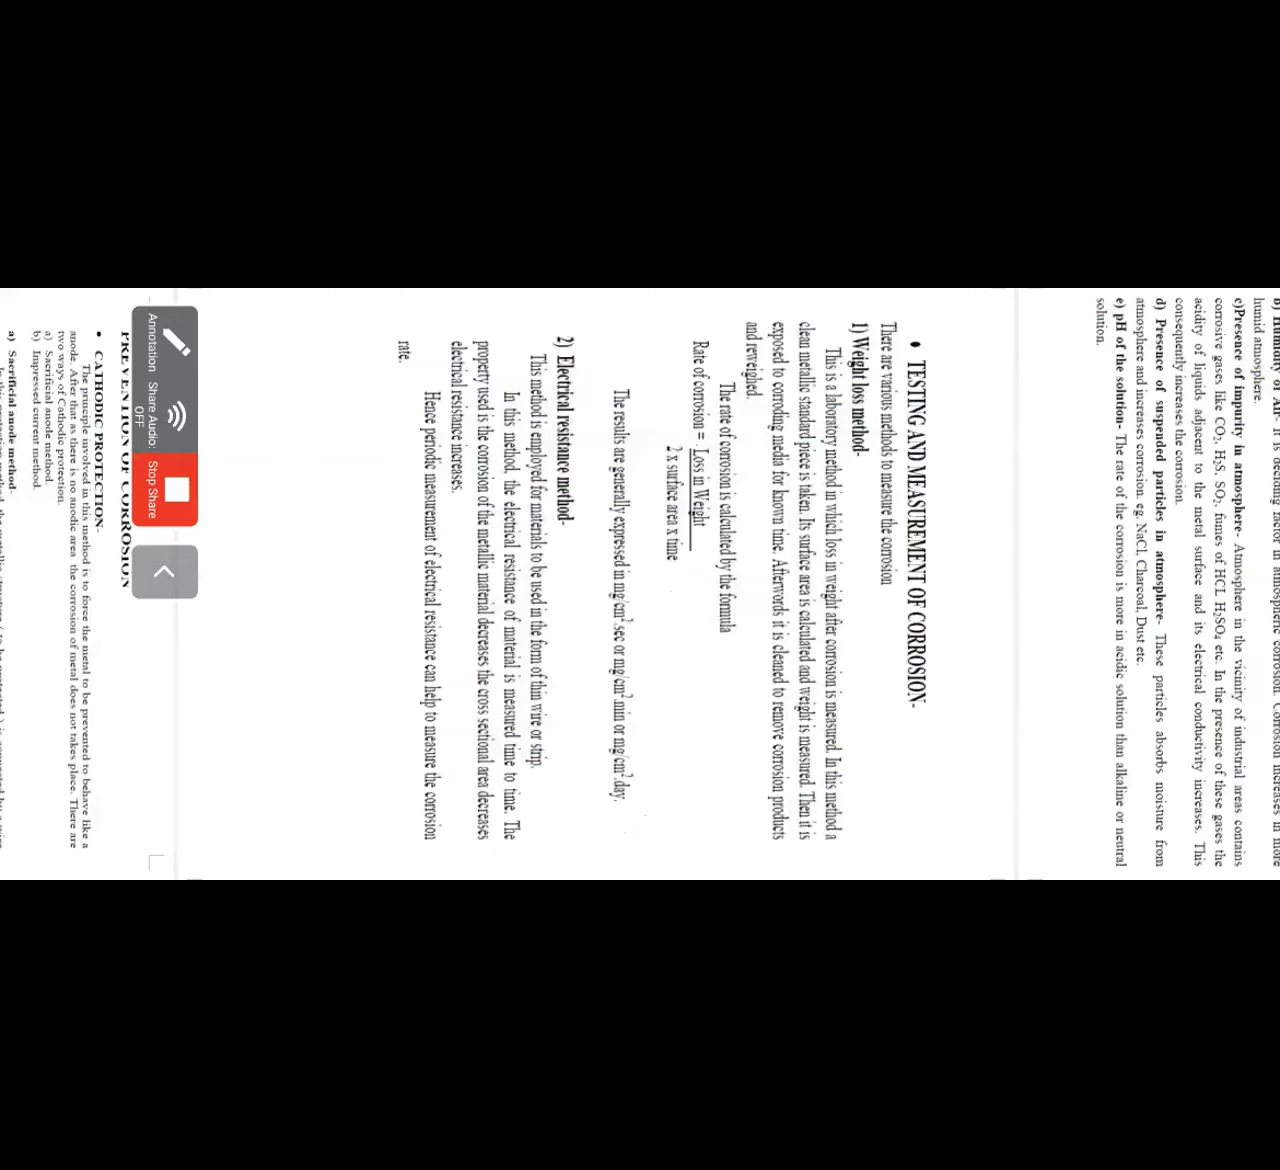 b) Humidity of Air- It is deciding factor in atmospheric corrosion. Corrosion increases in more
humid atmosphere.
c)Presence of impurity in atmosphere- Atmosphere in the vicinity of industrial areas contains
corrosive gases like CO2, H2S, SO2, fumes of HCL, H2SO4 etc. In the presence of these gases the
acidity of liquids adjacent to the metal surface and its electrical conductivity increases. This
consequently increases the corrosion.
d) Presence of suspended particles in atmosphere- These particles absorbs moisture from
atmosphere and increases corrosion. eg. NaCl, Charcoal, Dust etc.
e) pH of the solution- The rate of the corrosion is more in acidic solution than alkaline or neutral
solution.
• TESTING AND MEASUREMENT OF CORROSION-
There are various methods to measure the corrosion
1) Weight loss method-
This is a laboratory method in which loss in weight after corrosion is measured. In this method a
clean metallic standard piece is taken. Its surface area is calculated and weight is measured. Then it is
exposed to corroding media for known time. Afterwords it is cleaned to remove corrosion products
and reweighed.
The rate of corrosion is calculated by the formula
Rate of corrosion = Loss in Weight
2 x surface area x time
The results are generally expressed in mg/cm2.sec or mg/cm2.min or mg/cm2.day.
2) Electrical resistance method-
This method is employed for materials to be used in the form of thin wire or strip.
In this method, the electrical resistance of material is measured time to time. The
property used is the corrosion of the metallic material decreases the cross sectional area decreases
electrical resistance increases.
Hence periodic measurement of electrical resistance can help to measure the corrosion
rate.
PREVENTION OF CORROSION
• CATHODIC PROTECTION-
The principle involved in this method is to force the metal to be prevented to behave like a
anode. After that as there is no anodic area the corrosion of metal does not takes place. There are
two ways of Cathodic protection.
a) Sacrificial anode method.
b) Impressed current method.
a) Sacrificial anode method
Annotation
Share Audio: OFF
Stop Share